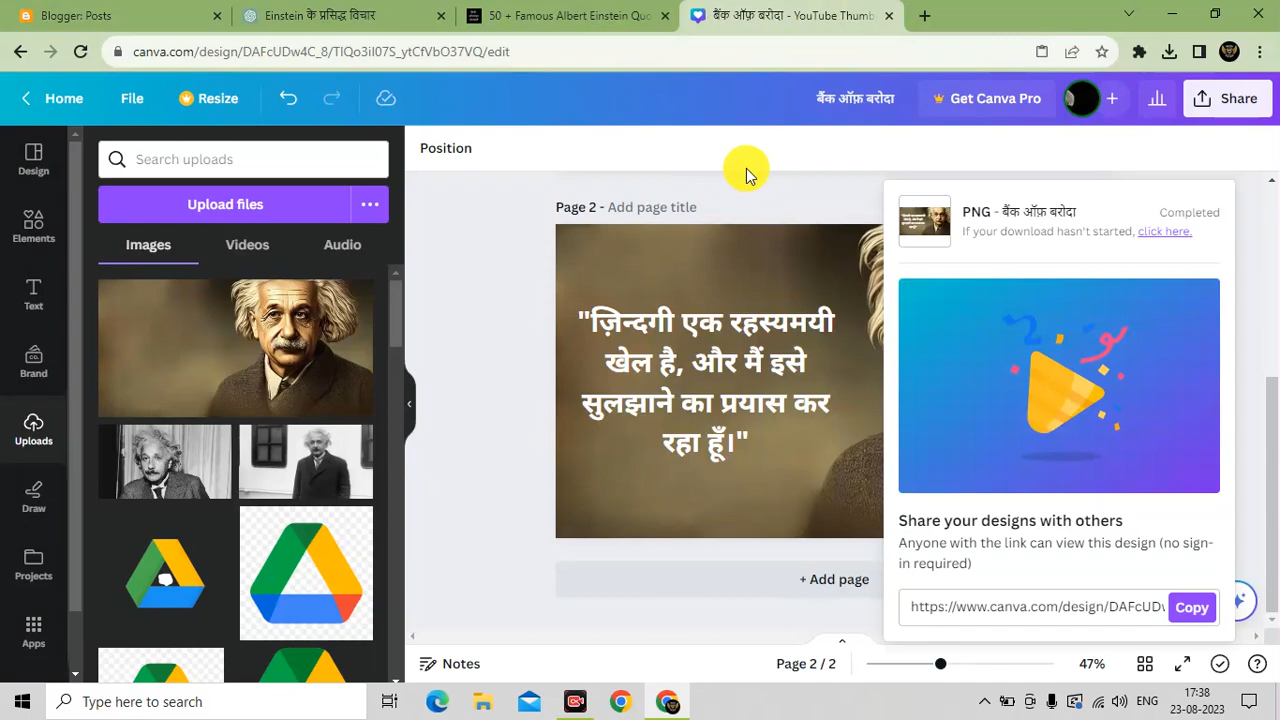 Blogger: Posts
Einstein के प्रसिद्ध विचार
50 + Famous Albert Einstein Quo
बैंक ऑफ़ बरोदा - YouTube Thumb
canva.com/design/DAFcUDw4C_8/TIQo3iI07S_ytCfVbO37VQ/edit
Home
File
Resize
बैंक ऑफ़ बरोदा
Get Canva Pro
Share
Design
Elements
Text
Brand
Uploads
Draw
Projects
Apps
Search uploads
Upload files
Images
Videos
Audio
Position
Page 2 - Add page title
"ज़िन्दगी एक रहस्यमयी
खेल है, और मैं इसे
सुलझाने का प्रयास कर
रहा हूँ।"
+ Add page
PNG - बैंक ऑफ़ बरोदा
Completed
If your download hasn't started, click here.
Share your designs with others
Anyone with the link can view this design (no sign-
in required)
https://www.canva.com/design/DAFcUDw
Copy
Notes
Page 2 / 2
47%
Type here to search
ENG
17:38
23-08-2023